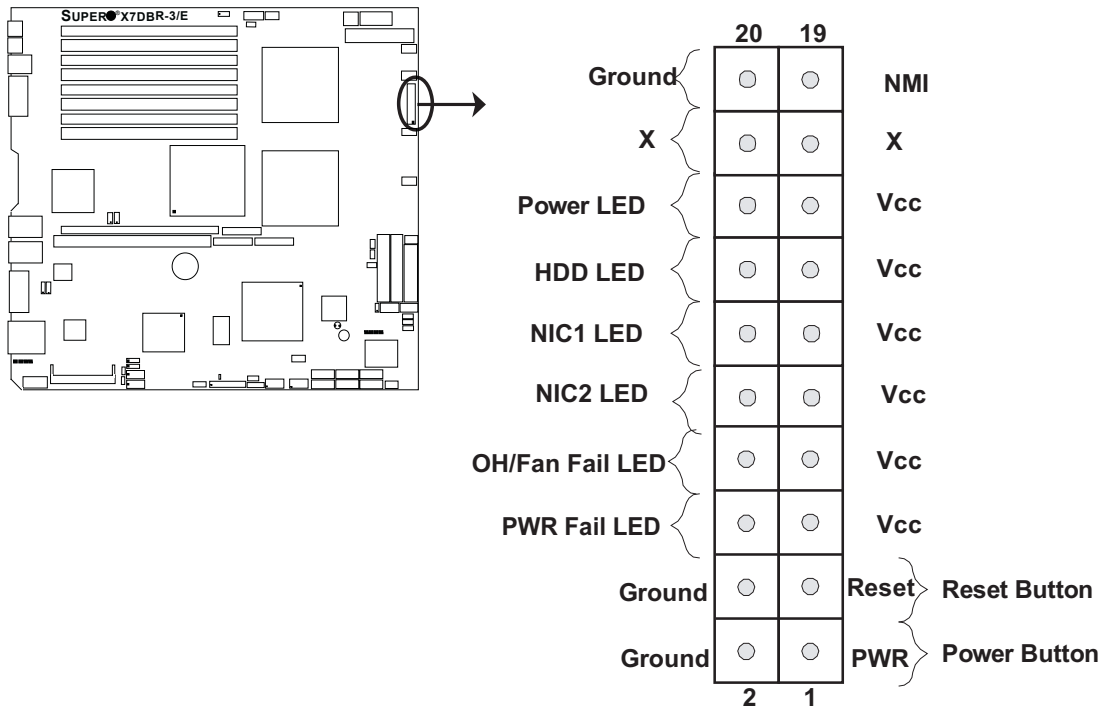 SUPER®X7DBR-3/E
20 19
Ground NMI
X X
Power LED Vcc
HDD LED Vcc
NIC1 LED Vcc
NIC2 LED Vcc
OH/Fan Fail LED Vcc
PWR Fail LED Vcc
Ground Reset Reset Button
Ground PWR Power Button
2 1